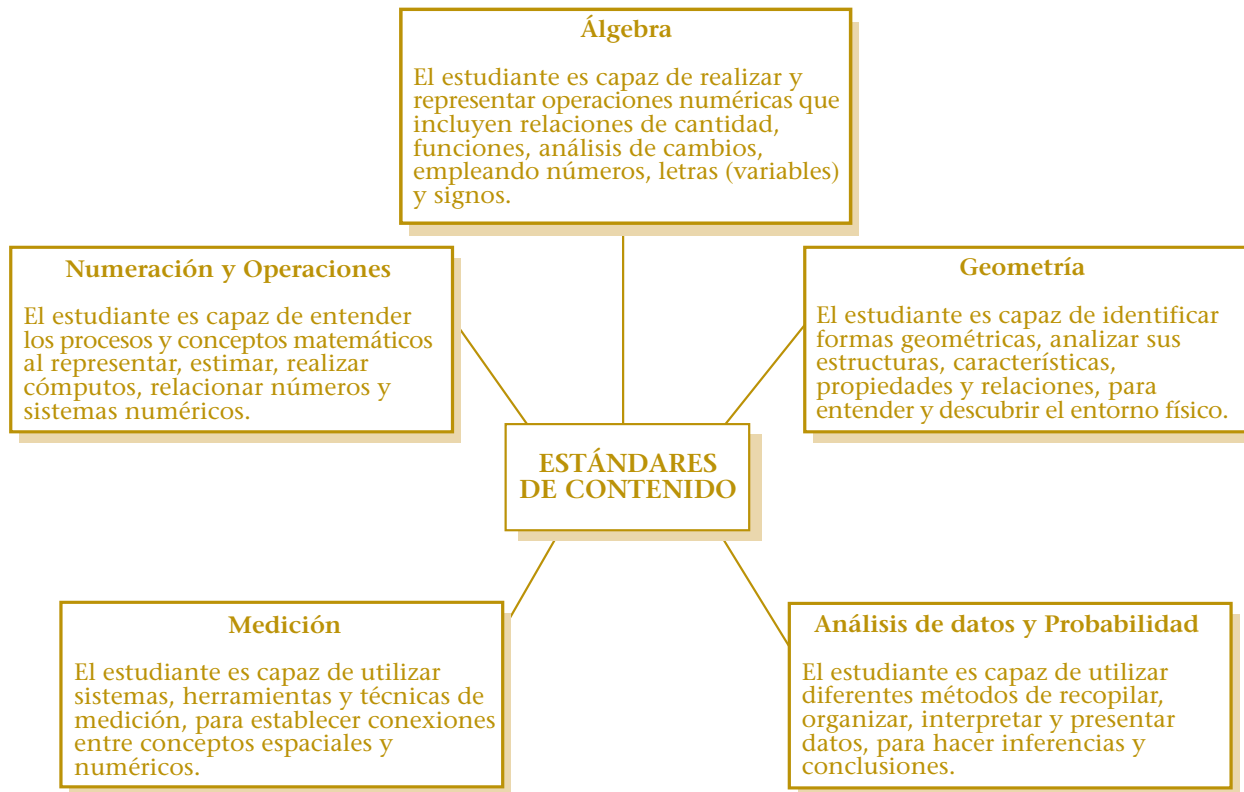 Álgebra
El estudiante es capaz de realizar y
representar operaciones numéricas que
incluyen relaciones de cantidad,
funciones, análisis de cambios,
empleando números, letras (variables)
y signos.
Numeración y Operaciones
El estudiante es capaz de entender
los procesos y conceptos matemáticos
al representar, estimar, realizar
cómputos, relacionar números y
sistemas numéricos.
Geometría
El estudiante es capaz de identificar
formas geométricas, analizar sus
estructuras, características,
propiedades y relaciones, para
entender y descubrir el entorno físico.
ESTÁNDARES
DE CONTENIDO
Medición
El estudiante es capaz de utilizar
sistemas, herramientas y técnicas de
medición, para establecer conexiones
entre conceptos espaciales y
numéricos.
Análisis de datos y Probabilidad
El estudiante es capaz de utilizar
diferentes métodos de recopilar,
organizar, interpretar y presentar
datos, para hacer inferencias y
conclusiones.